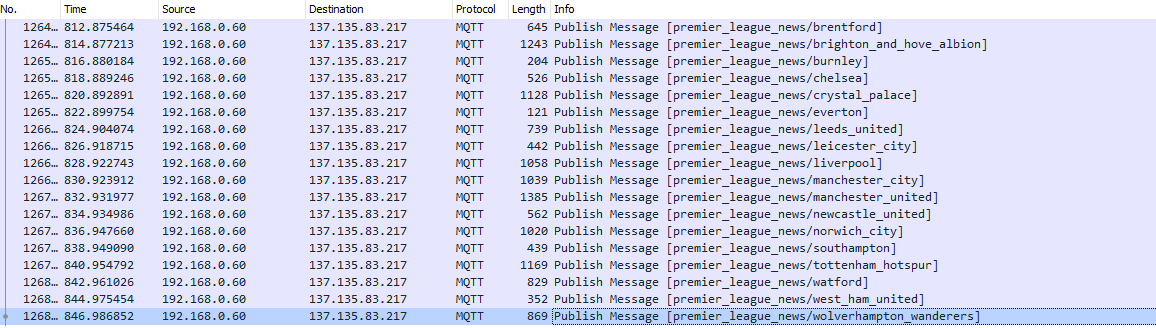 No. Time Source Destination Protocol Length Info
1264… 812.875464 192.168.0.60 137.135.83.217 MQTT 645 Publish Message [premier_league_news/brentford]
1264… 814.877213 192.168.0.60 137.135.83.217 MQTT 1243 Publish Message [premier_league_news/brighton_and_hove_albion]
1265… 816.880184 192.168.0.60 137.135.83.217 MQTT 204 Publish Message [premier_league_news/burnley]
1265… 818.889246 192.168.0.60 137.135.83.217 MQTT 526 Publish Message [premier_league_news/chelsea]
1265… 820.892891 192.168.0.60 137.135.83.217 MQTT 1128 Publish Message [premier_league_news/crystal_palace]
1265… 822.899754 192.168.0.60 137.135.83.217 MQTT 121 Publish Message [premier_league_news/everton]
1266… 824.904074 192.168.0.60 137.135.83.217 MQTT 739 Publish Message [premier_league_news/leeds_united]
1266… 826.918715 192.168.0.60 137.135.83.217 MQTT 442 Publish Message [premier_league_news/leicester_city]
1266… 828.922743 192.168.0.60 137.135.83.217 MQTT 1058 Publish Message [premier_league_news/liverpool]
1266… 830.923912 192.168.0.60 137.135.83.217 MQTT 1039 Publish Message [premier_league_news/manchester_city]
1267… 832.931977 192.168.0.60 137.135.83.217 MQTT 1385 Publish Message [premier_league_news/manchester_united]
1267… 834.934986 192.168.0.60 137.135.83.217 MQTT 562 Publish Message [premier_league_news/newcastle_united]
1267… 836.947660 192.168.0.60 137.135.83.217 MQTT 1020 Publish Message [premier_league_news/norwich_city]
1267… 838.949090 192.168.0.60 137.135.83.217 MQTT 439 Publish Message [premier_league_news/southampton]
1267… 840.954792 192.168.0.60 137.135.83.217 MQTT 1169 Publish Message [premier_league_news/tottenham_hotspur]
1268… 842.961026 192.168.0.60 137.135.83.217 MQTT 829 Publish Message [premier_league_news/watford]
1268… 844.975454 192.168.0.60 137.135.83.217 MQTT 352 Publish Message [premier_league_news/west_ham_united]
1268… 846.986852 192.168.0.60 137.135.83.217 MQTT 869 Publish Message [premier_league_news/wolverhampton_wanderers]